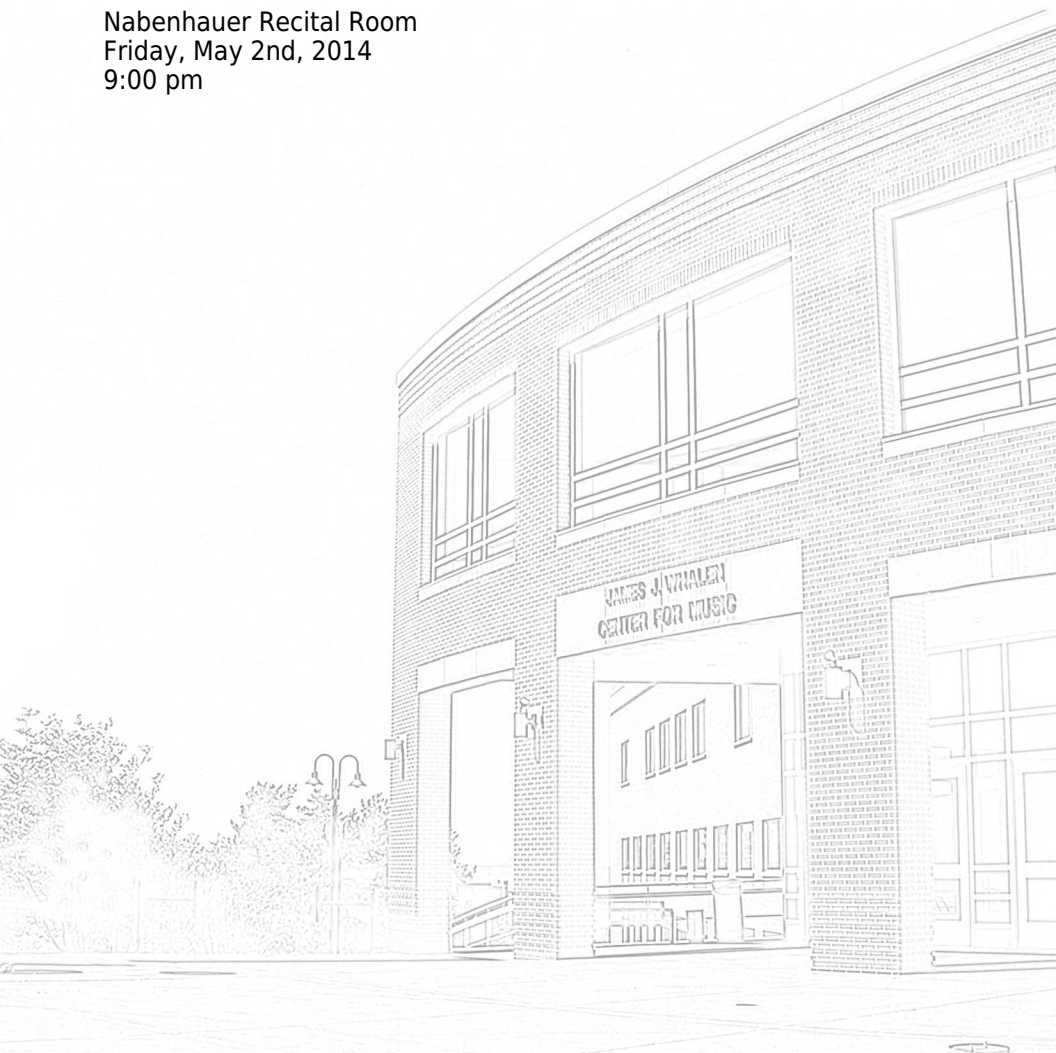 Nabenhauer Recital Room
Friday, May 2nd, 2014
9:00 pm
JAMES J. WHALEN
CENTER FOR MUSIC